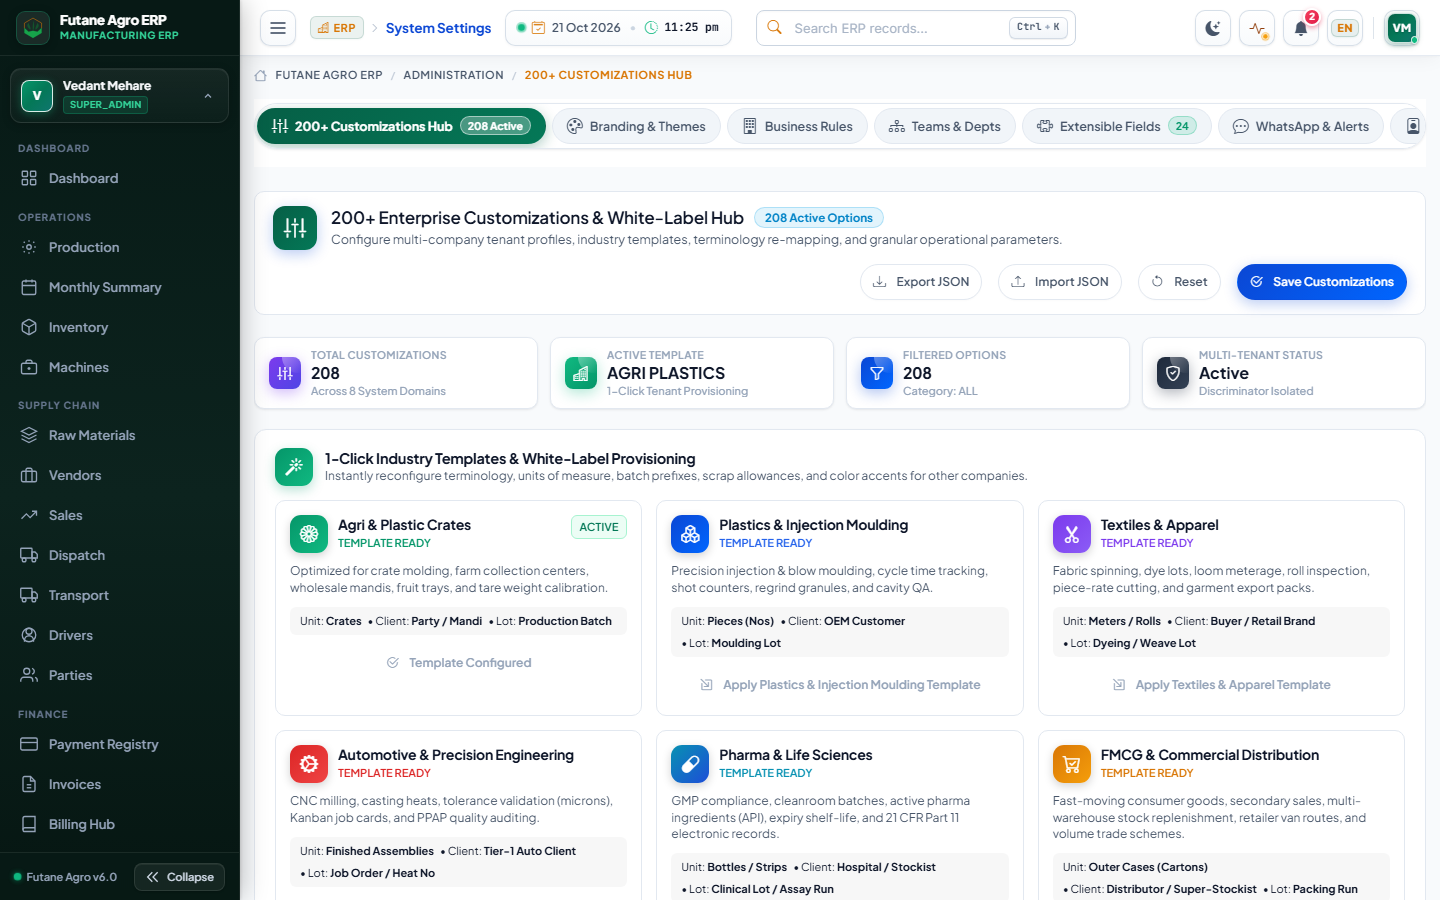 Futane Agro ERP
MANUFACTURING ERP
V
Vedant Mehare
SUPER_ADMIN
DASHBOARD
Dashboard
OPERATIONS
Production
Monthly Summary
Inventory
Machines
SUPPLY CHAIN
Raw Materials
Vendors
Sales
Dispatch
Transport
Drivers
Parties
FINANCE
Payment Registry
Invoices
Billing Hub
Futane Agro v6.0
Collapse
ERP
System Settings
21 Oct 2026 • 11:25 pm
Search ERP records...
Ctrl + K
2
EN
VM
FUTANE AGRO ERP / ADMINISTRATION / 200+ CUSTOMIZATIONS HUB
200+ Customizations Hub 208 Active
Branding & Themes
Business Rules
Teams & Depts
Extensible Fields 24
WhatsApp & Alerts
200+ Enterprise Customizations & White-Label Hub 208 Active Options
Configure multi-company tenant profiles, industry templates, terminology re-mapping, and granular operational parameters.
Export JSON
Import JSON
Reset
Save Customizations
TOTAL CUSTOMIZATIONS
208
Across 8 System Domains
ACTIVE TEMPLATE
AGRI PLASTICS
1-Click Tenant Provisioning
FILTERED OPTIONS
208
Category: ALL
MULTI-TENANT STATUS
Active
Discriminator Isolated
1-Click Industry Templates & White-Label Provisioning
Instantly reconfigure terminology, units of measure, batch prefixes, scrap allowances, and color accents for other companies.
Agri & Plastic Crates
TEMPLATE READY
ACTIVE
Optimized for crate molding, farm collection centers,
wholesale mandis, fruit trays, and tare weight calibration.
Unit: Crates • Client: Party / Mandi • Lot: Production Batch
Template Configured
Plastics & Injection Moulding
TEMPLATE READY
Precision injection & blow moulding, cycle time tracking,
shot counters, regrind granules, and cavity QA.
Unit: Pieces (Nos) • Client: OEM Customer
• Lot: Moulding Lot
Apply Plastics & Injection Moulding Template
Textiles & Apparel
TEMPLATE READY
Fabric spinning, dye lots, loom meterage, roll inspection,
piece-rate cutting, and garment export packs.
Unit: Meters / Rolls • Client: Buyer / Retail Brand
• Lot: Dyeing / Weave Lot
Apply Textiles & Apparel Template
Automotive & Precision Engineering
TEMPLATE READY
CNC milling, casting heats, tolerance validation (microns),
Kanban job cards, and PPAP quality auditing.
Unit: Finished Assemblies • Client: Tier-1 Auto Client
• Lot: Job Order / Heat No
Pharma & Life Sciences
TEMPLATE READY
GMP compliance, cleanroom batches, active pharma
ingredients (API), expiry shelf-life, and 21 CFR Part 11
electronic records.
Unit: Bottles / Strips • Client: Hospital / Stockist
• Lot: Clinical Lot / Assay Run
FMCG & Commercial Distribution
TEMPLATE READY
Fast-moving consumer goods, secondary sales, multi-
warehouse stock replenishment, retailer van routes, and
volume trade schemes.
Unit: Outer Cases (Cartons)
• Client: Distributor / Super-Stockist • Lot: Packing Run